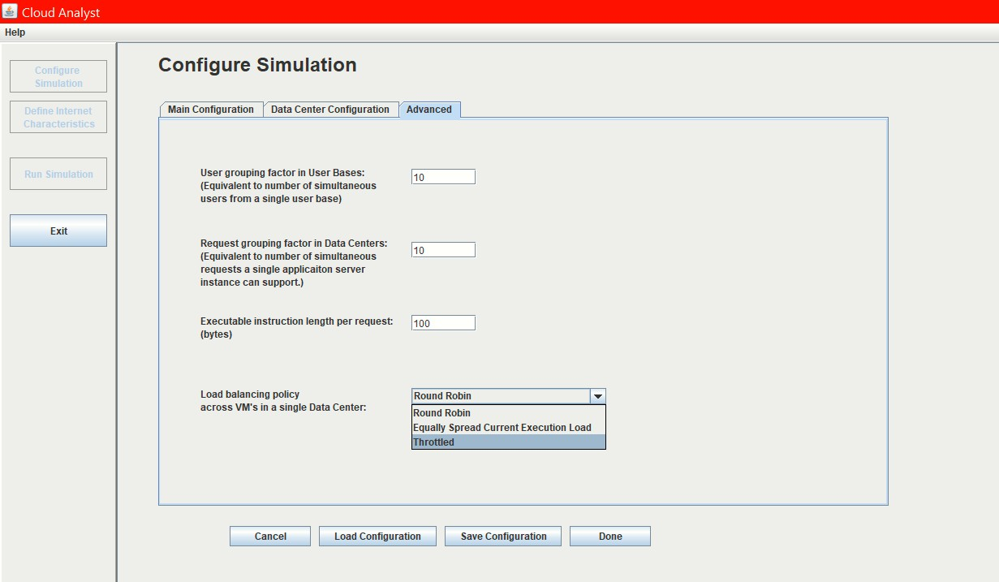 Cloud Analyst
Help
Configure
Simulation
Define Internet
Characteristics
Run Simulation
Exit
Configure Simulation
Main Configuration
Data Center Configuration
Advanced
User grouping factor in User Bases:
(Equivalent to number of simultaneous
users from a single user base)
10
Request grouping factor in Data Centers:
(Equivalent to number of simultaneous
requests a single applicaiton server
instance can support.)
10
Executable instruction length per request:
(bytes)
100
Load balancing policy
across VM's in a single Data Center:
Round Robin
Round Robin
Equally Spread Current Execution Load
Throttled
Cancel
Load Configuration
Save Configuration
Done